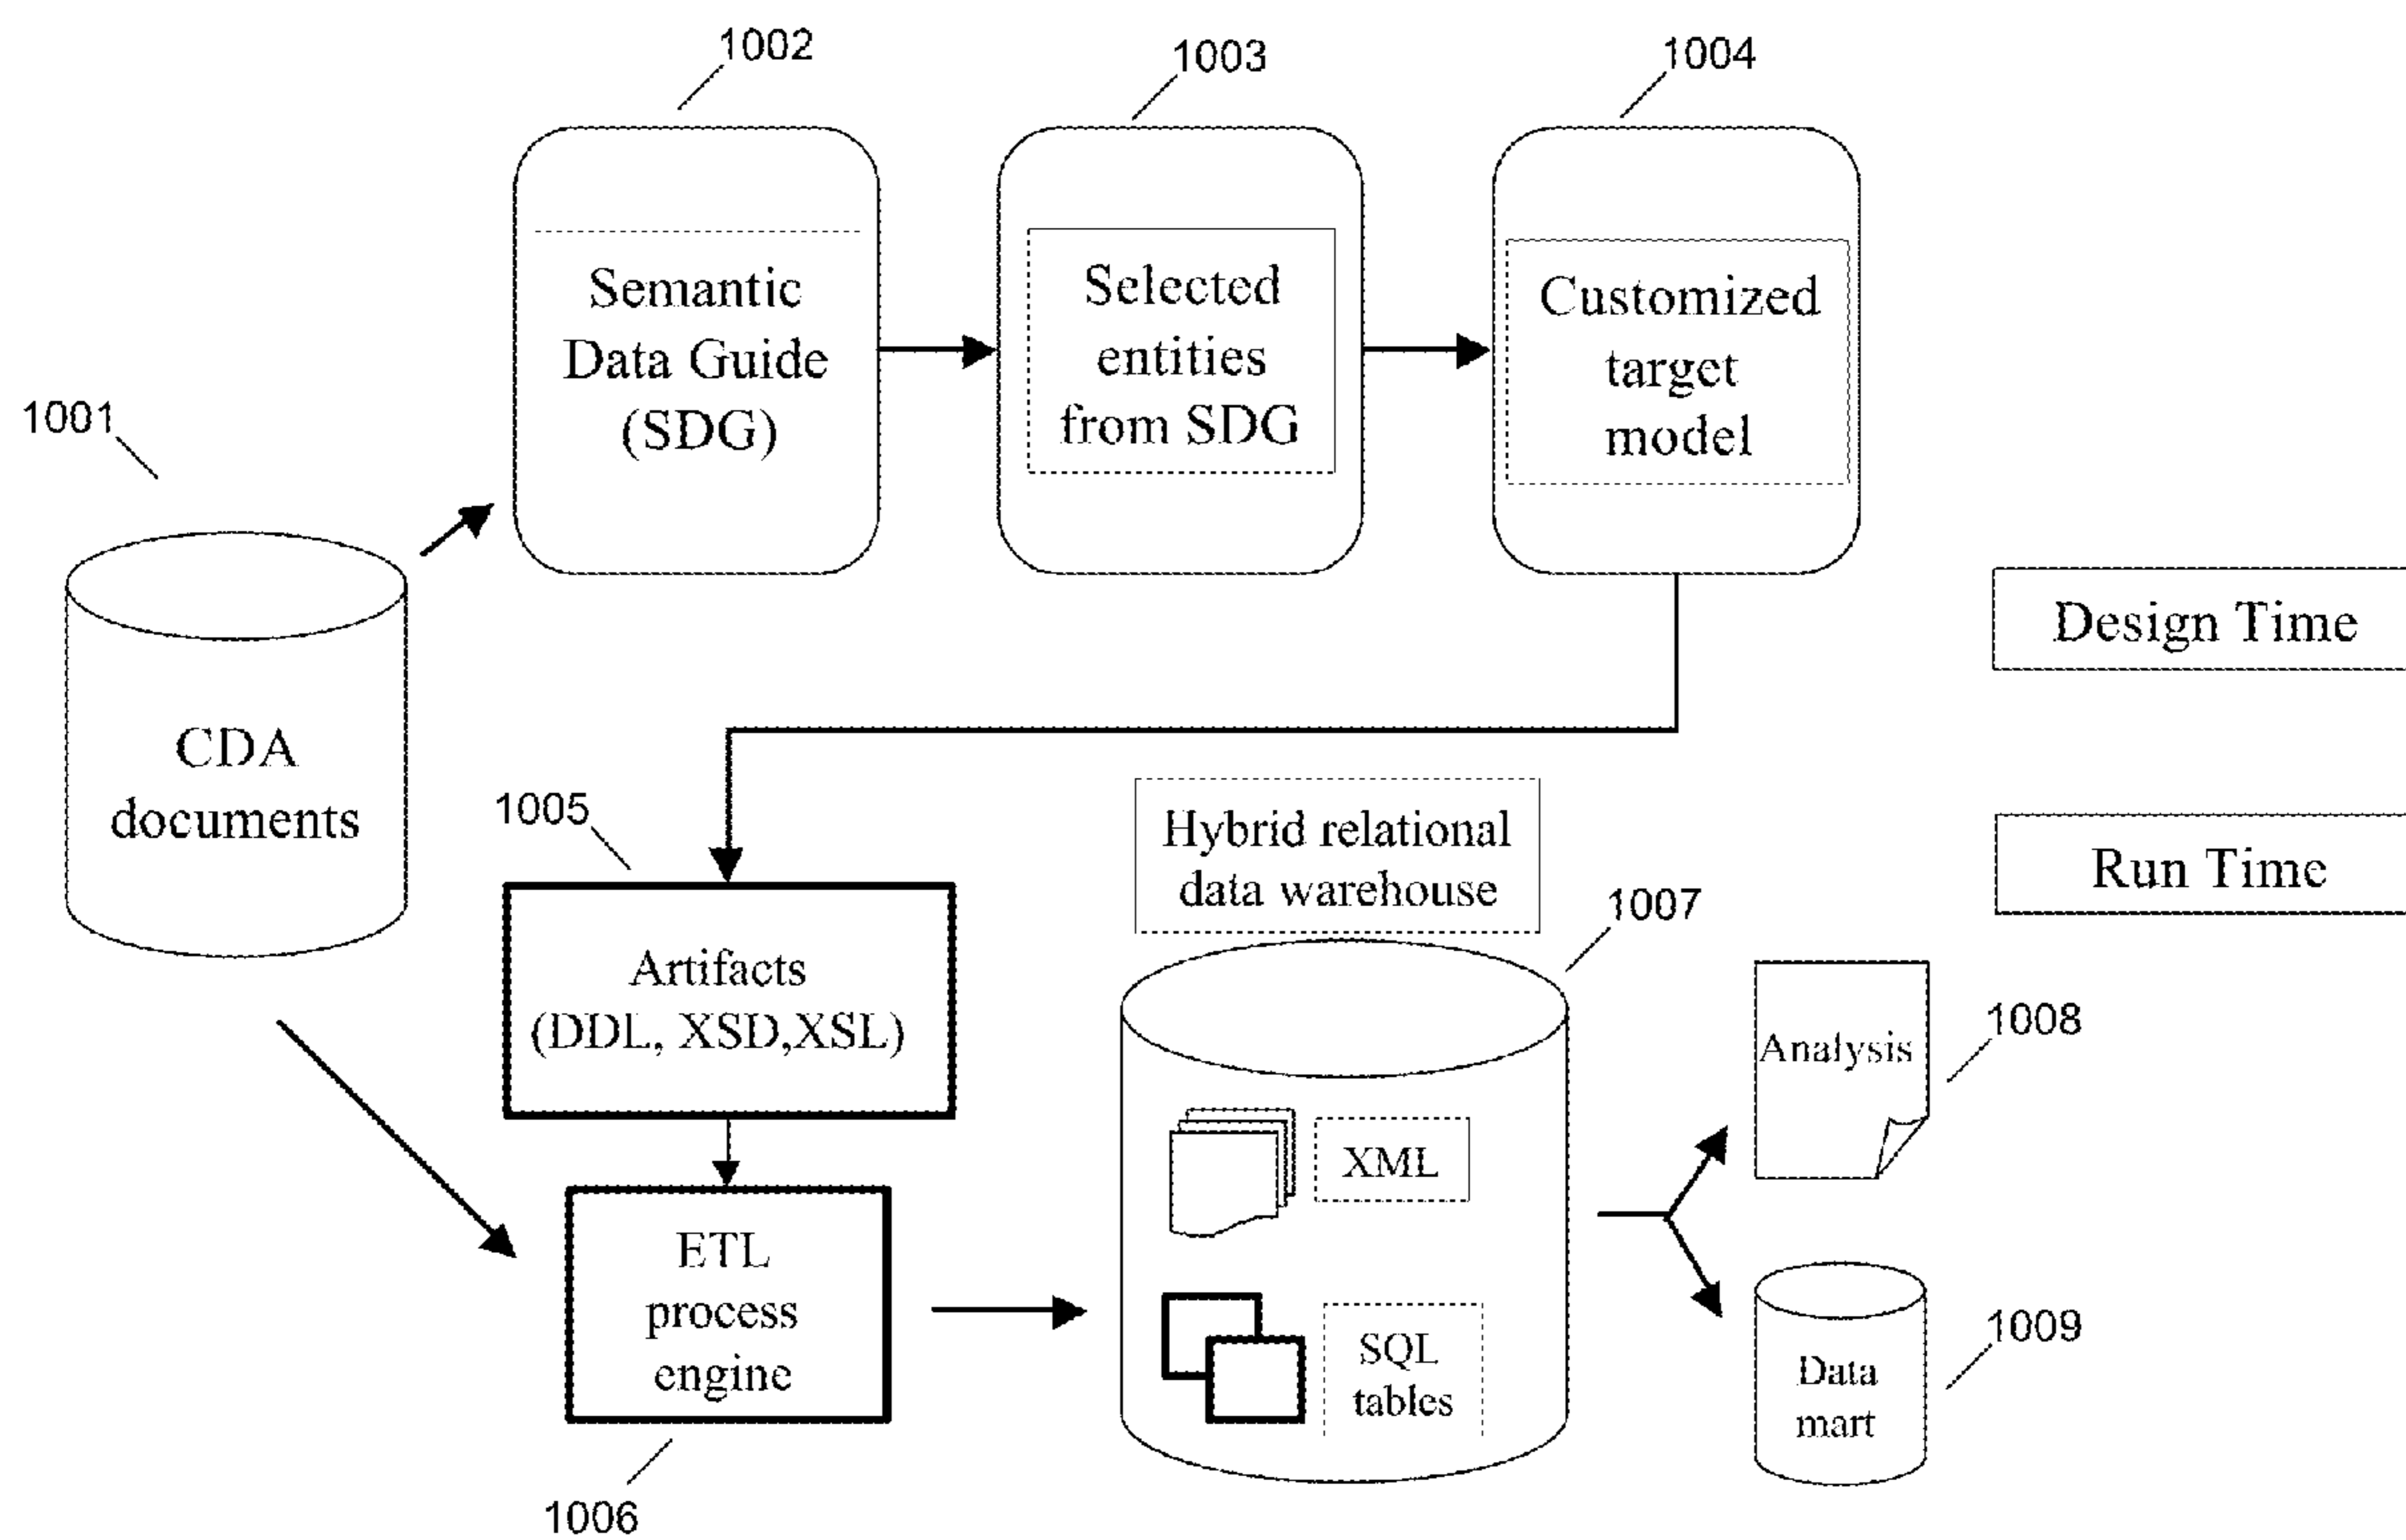 1002
1003
1004
Semantic
Data Guide
(SDG)
Selected
entities
from SDG
Customized
target
model
1001
CDA
documents
Design Time
Run Time
1005
Artifacts
(DDL, XSD,XSL)
Hybrid relational
data warehouse
1007
ETL
process
engine
1006
XML
SQL
tables
Analysis
1008
Data
mart
1009